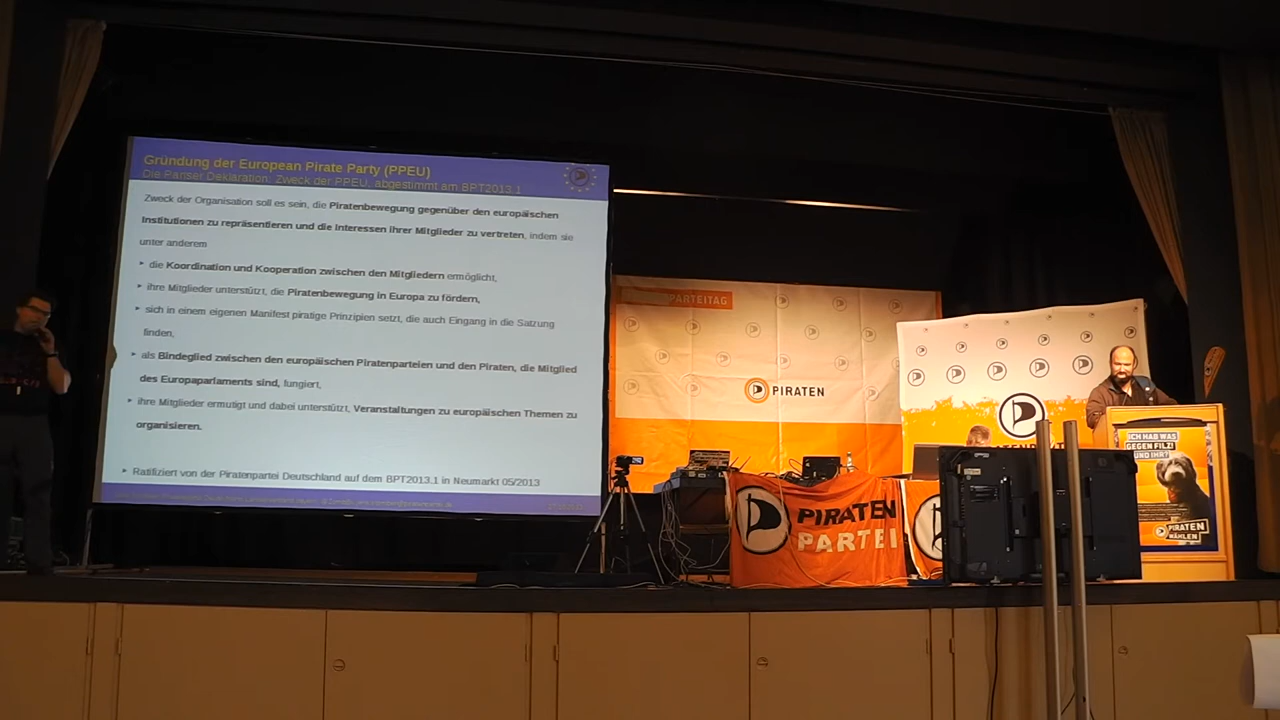 Gründung der European Pirate Party (PPEU)
Die Pariser Deklaration: Zweck der PPEU, abgestimmt am BPT2013.1
Zweck der Organisation soll es sein, die Piratenbewegung gegenüber den europäischen
Institutionen zu repräsentieren und die Interessen ihrer Mitglieder zu vertreten, indem sie
unter anderem
die Koordination und Kooperation zwischen den Mitgliedern ermöglicht,
ihre Mitglieder unterstützt, die Piratenbewegung in Europa zu fördern,
sich in einem eigenen Manifest piratige Prinzipien setzt, die auch Eingang in die Satzung
finden,
als Bindeglied zwischen den europäischen Piratenparteien und den Piraten, die Mitglied
des Europaparlaments sind, fungiert,
ihre Mitglieder ermutigt und dabei unterstützt, Veranstaltungen zu europäischen Themen zu
organisieren.
Ratifiziert von der Piratenpartei Deutschland auf dem BPT2013.1 in Neumarkt 05/2013
PARTEITAG
PIRATEN
PIRATEN
PARTEI
ICH HAB WAS
GEGEN FILZ!
UND IHR?
PIRATEN
WÄHLEN